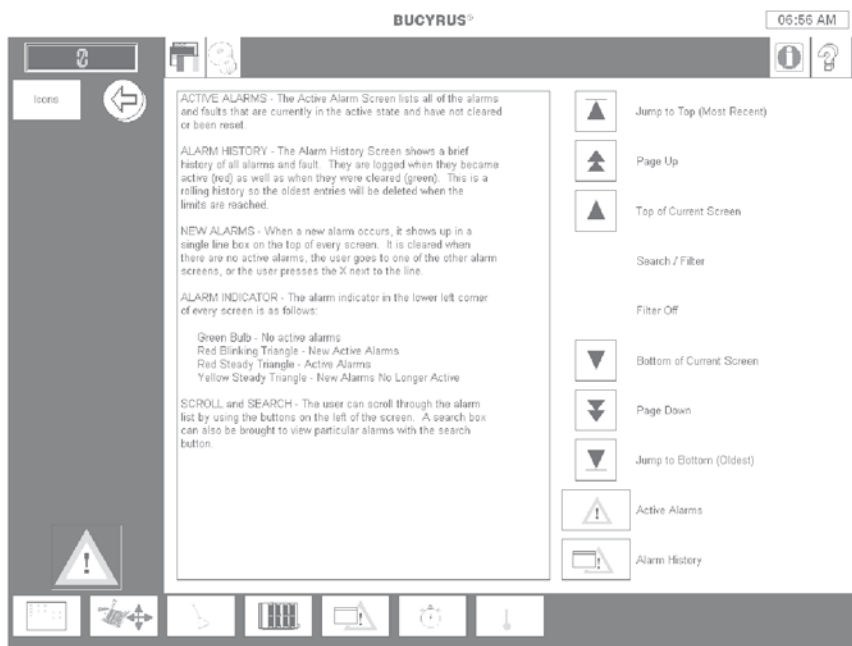 BUCYRUS®
06:56 AM
Icons
ACTIVE ALARMS - The Active Alarm Screen lists all of the alarms
and faults that are currently in the active state and have not cleared
or been reset.
ALARM HISTORY - The Alarm History Screen shows a brief
history of all alarms and fault. They are logged when they became
active (red) as well as when they were cleared (green). This is a
rolling history so the oldest entries will be deleted when the
limits are reached.
NEW ALARMS - When a new alarm occurs, it shows up in a
single line box on the top of every screen. It is cleared when
there are no active alarms, the user goes to one of the other alarm
screens, or the user presses the X next to the line.
ALARM INDICATOR - The alarm indicator in the lower left corner
of every screen is as follows:
Green Bulb - No active alarms
Red Blinking Triangle - New Active Alarms
Red Steady Triangle - Active Alarms
Yellow Steady Triangle - New Alarms No Longer Active
SCROLL and SEARCH - The user can scroll through the alarm
list by using the buttons on the left of the screen. A search box
can also be brought to view particular alarms with the search
button.
Jump to Top (Most Recent)
Page Up
Top of Current Screen
Search / Filter
Filter Off
Bottom of Current Screen
Page Down
Jump to Bottom (Oldest)
Active Alarms
Alarm History